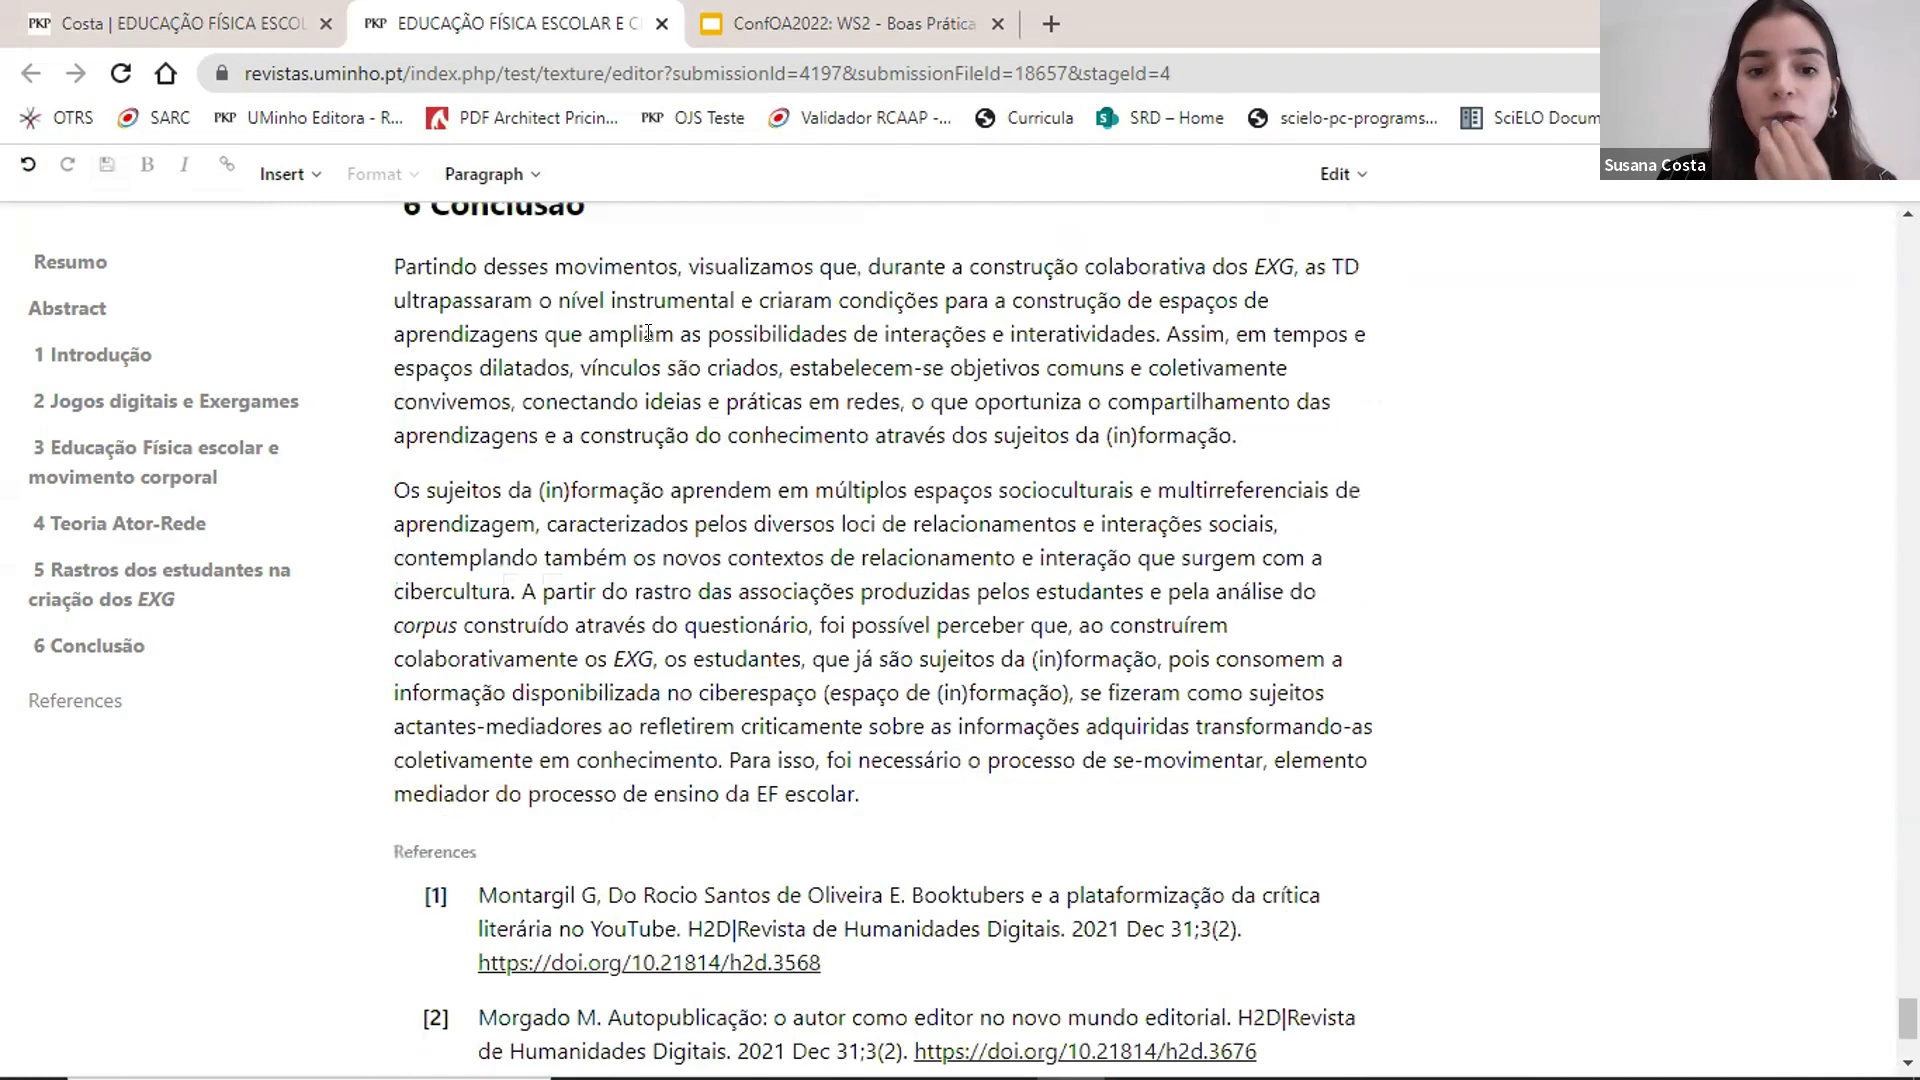 Costa | EDUCAÇÃO FÍSICA ESCOL
EDUCAÇÃO FÍSICA ESCOLAR E C
ConfOA2022: WS2 - Boas Prática
revistas.uminho.pt/index.php/test/texture/editor?submissionId=4197&submissionFileId=18657&stageId=4
OTRS
SARC
PKP UMinho Editora - R...
PDF Architect Pricin...
PKP OJS Teste
Validador RCAAP -...
Curricula
SRD – Home
scielo-pc-programs...
SciELO Docum
Susana Costa
B I
Insert
Format
Paragraph
Edit
Resumo
Abstract
1 Introdução
2 Jogos digitais e Exergames
3 Educação Física escolar e
movimento corporal
4 Teoria Ator-Rede
5 Rastros dos estudantes na
criação dos EXG
6 Conclusão
References
6 Conclusão
Partindo desses movimentos, visualizamos que, durante a construção colaborativa dos EXG, as TD
ultrapassaram o nível instrumental e criaram condições para a construção de espaços de
aprendizagens que ampliam as possibilidades de interações e interatividades. Assim, em tempos e
espaços dilatados, vínculos são criados, estabelecem-se objetivos comuns e coletivamente
convivemos, conectando ideias e práticas em redes, o que oportuniza o compartilhamento das
aprendizagens e a construção do conhecimento através dos sujeitos da (in)formação.
Os sujeitos da (in)formação aprendem em múltiplos espaços socioculturais e multirreferenciais de
aprendizagem, caracterizados pelos diversos loci de relacionamentos e interações sociais,
contemplando também os novos contextos de relacionamento e interação que surgem com a
cibercultura. A partir do rastro das associações produzidas pelos estudantes e pela análise do
corpus construído através do questionário, foi possível perceber que, ao construírem
colaborativamente os EXG, os estudantes, que já são sujeitos da (in)formação, pois consomem a
informação disponibilizada no ciberespaço (espaço de (in)formação), se fizeram como sujeitos
actantes-mediadores ao refletirem criticamente sobre as informações adquiridas transformando-as
coletivamente em conhecimento. Para isso, foi necessário o processo de se-movimentar, elemento
mediador do processo de ensino da EF escolar.
References
[1] Montargil G, Do Rocio Santos de Oliveira E. Booktubers e a plataformização da crítica
literária no YouTube. H2D|Revista de Humanidades Digitais. 2021 Dec 31;3(2).
https://doi.org/10.21814/h2d.3568
[2] Morgado M. Autopublicação: o autor como editor no novo mundo editorial. H2D|Revista
de Humanidades Digitais. 2021 Dec 31;3(2). https://doi.org/10.21814/h2d.3676